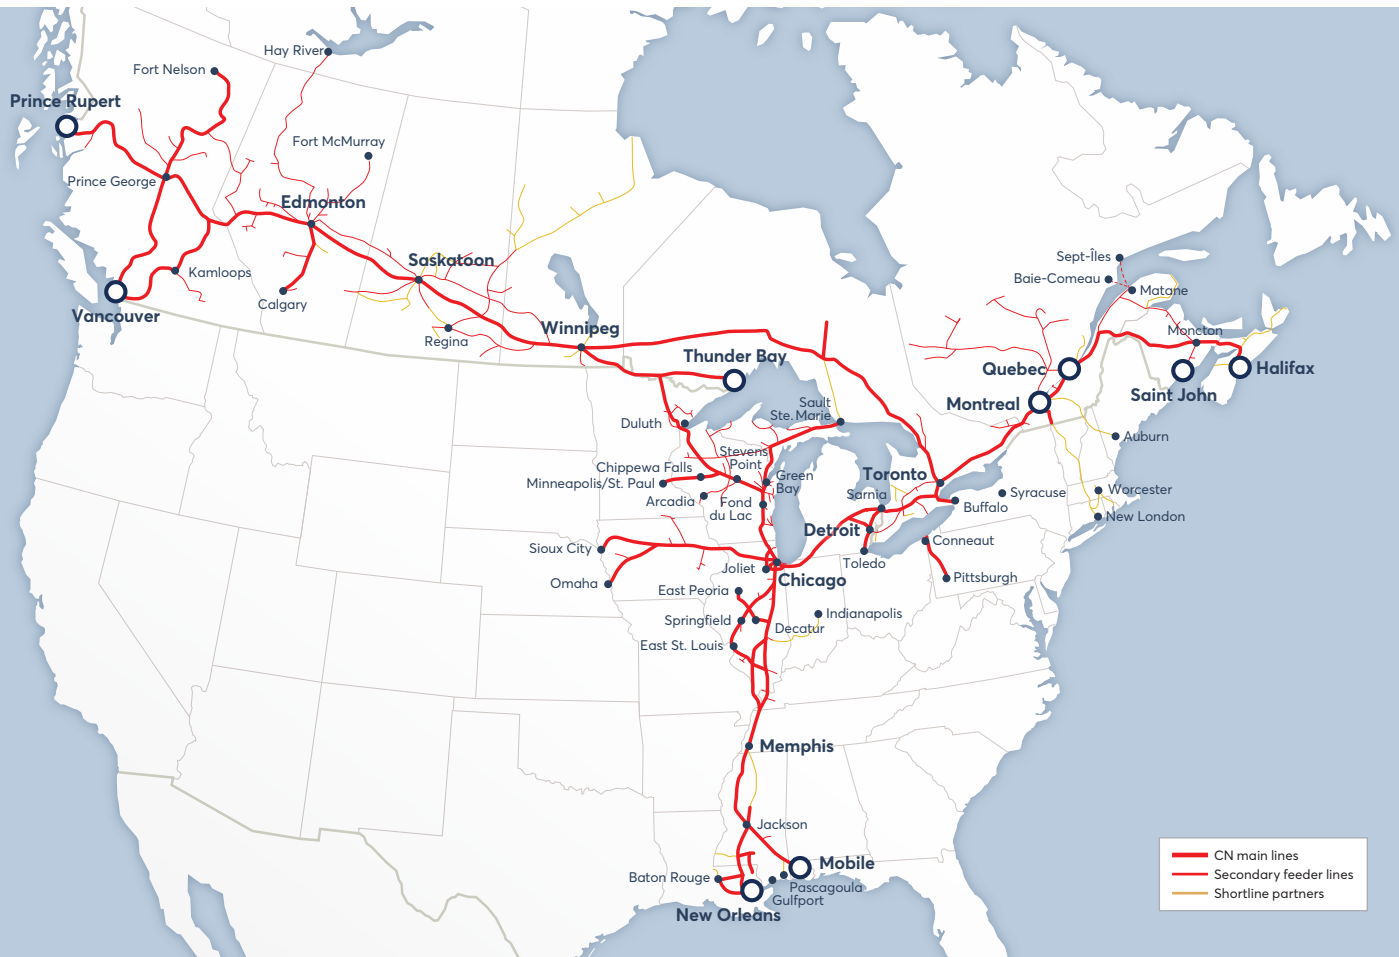 Hay River
Fort Nelson
Prince Rupert
Fort McMurray
Prince George
Edmonton
Kamloops
Saskatoon
Calgary
Vancouver
Regina
Winnipeg
Thunder Bay
Sept-Îles
Baie-Comeau
Matane
Moncton
Quebec
Halifax
Saint John
Montreal
Sault
Ste. Marie
Duluth
Auburn
Stevens
Point
Chippewa Falls
Minneapolis/St. Paul
Green
Bay
Toronto
Arcadia
Fond
du Lac
Sarnia
Syracuse
Worcester
Buffalo
New London
Detroit
Conneaut
Sioux City
Toledo
Joliet
Chicago
Pittsburgh
Omaha
East Peoria
Indianapolis
Springfield
Decatur
East St. Louis
Memphis
Jackson
Mobile
Baton Rouge
Pascagoula
Gulfport
New Orleans
CN main lines
Secondary feeder lines
Shortline partners